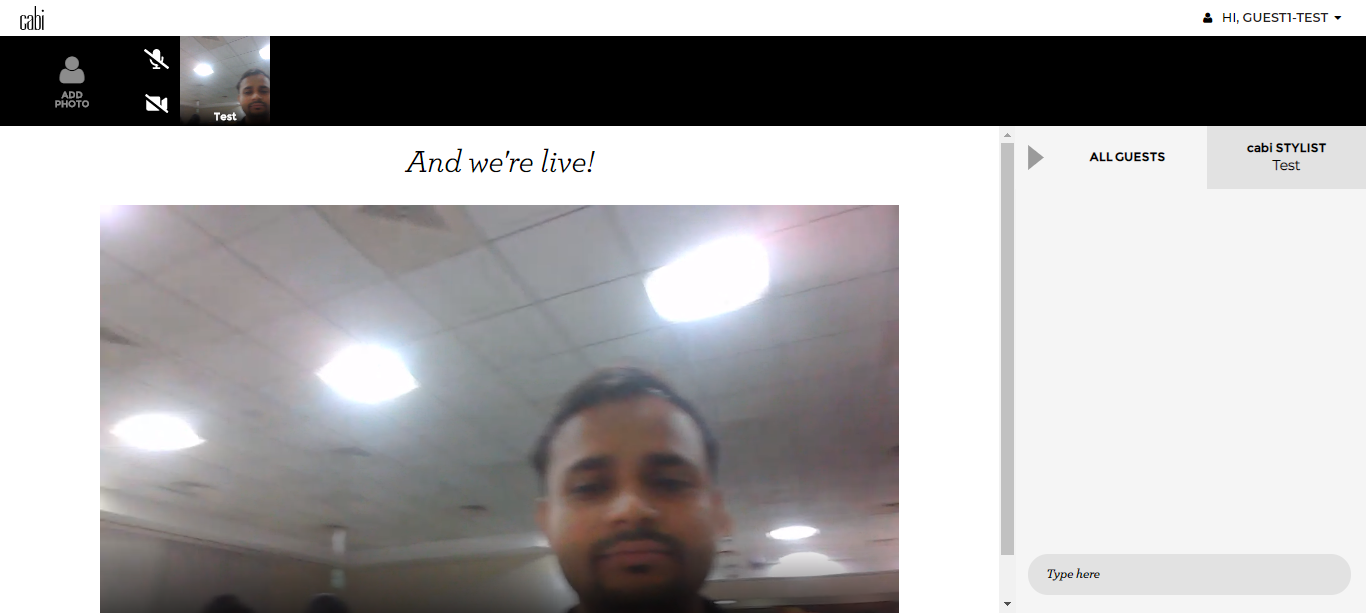 cabi
HI, GUEST1-TEST
ADD
PHOTO
Test
And we're live!
ALL GUESTS
cabi STYLIST
Test
Type here